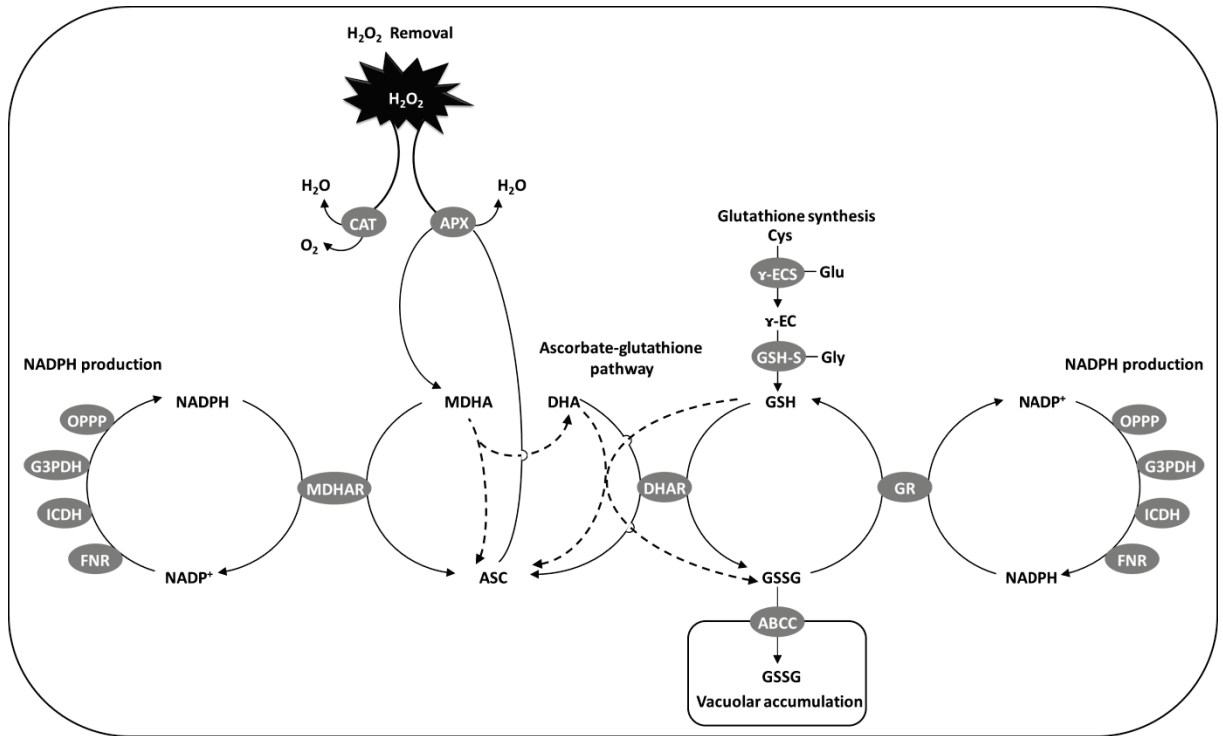 H₂O₂ Removal
H₂O₂
H₂O
H₂O
CAT
APX
O₂
Glutathione synthesis
Cys
ɤ-ECS
Glu
ɤ-EC
GSH-S
Gly
Ascorbate-glutathione
pathway
NADPH production
NADPH production
OPPP
G3PDH
ICDH
FNR
NADPH
NADP⁺
MDHAR
MDHA
DHA
ASC
DHAR
GSH
GSSG
GR
NADP⁺
NADPH
OPPP
G3PDH
ICDH
FNR
ABCC
GSSG
Vacuolar accumulation